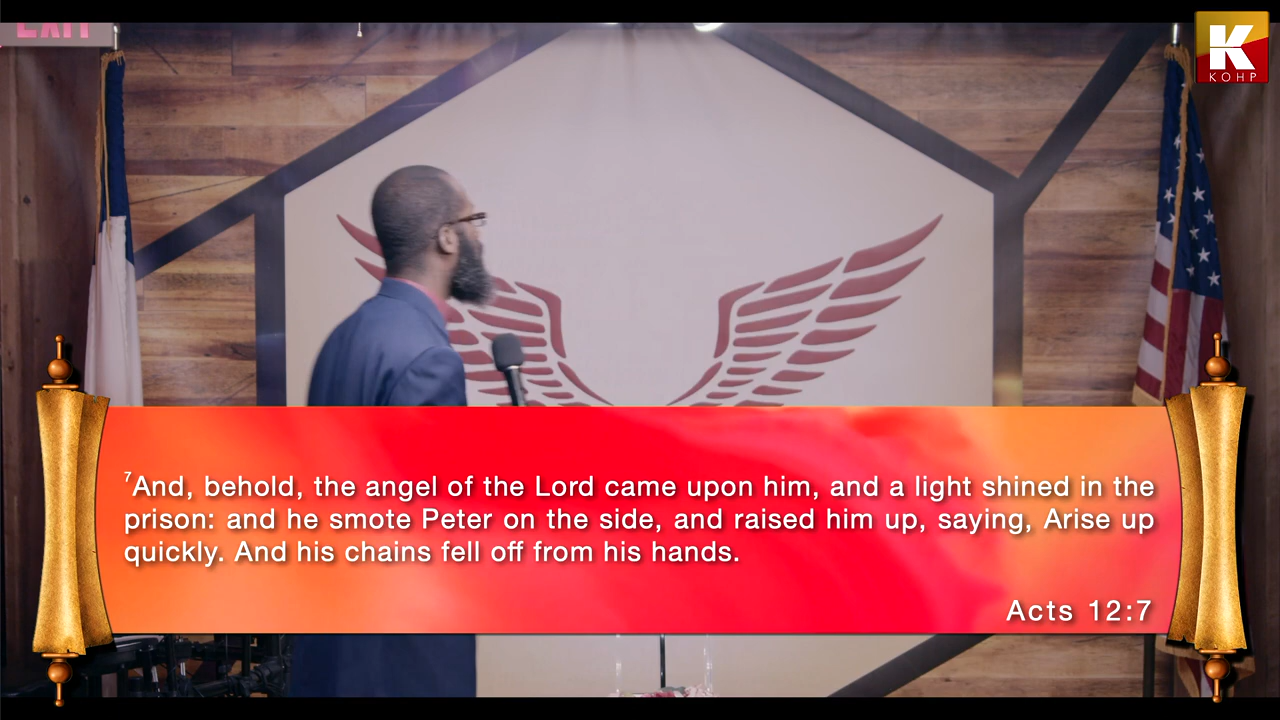 EXIT
K
KOHP
⁷And, behold, the angel of the Lord came upon him, and a light shined in the
prison: and he smote Peter on the side, and raised him up, saying, Arise up
quickly. And his chains fell off from his hands.
Acts 12:7